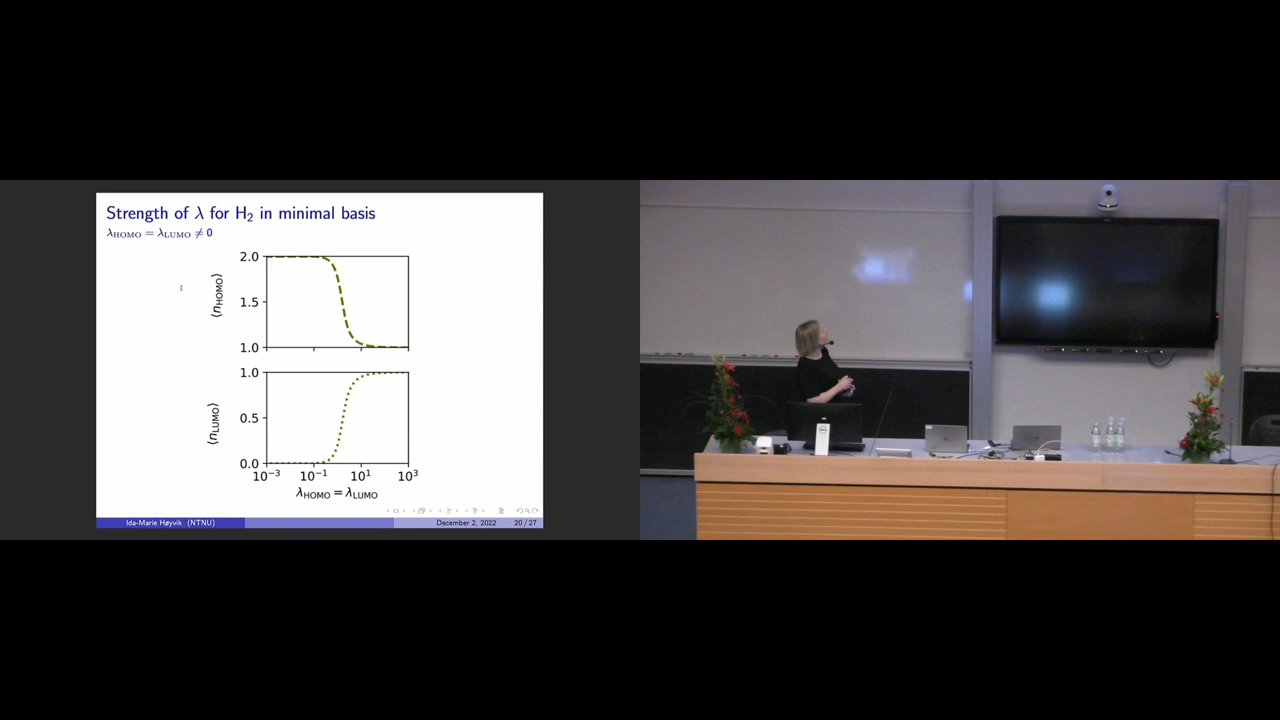 Strength of λ for H₂ in minimal basis
λHOMO = λLUMO ≠ 0
2.0
1.5
1.0
⟨nHOMO⟩
1.0
0.5
0.0
⟨nLUMO⟩
10⁻³ 10⁻¹ 10¹ 10³
λHOMO = λLUMO
Ida-Marie Høyvik (NTNU) December 2, 2022 20 / 27